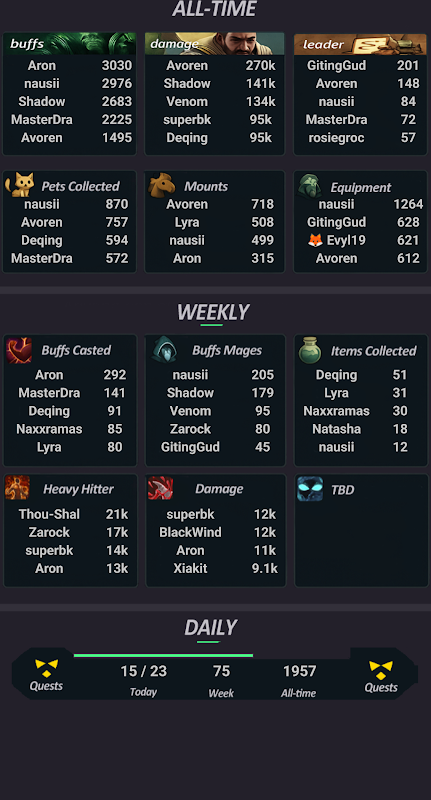 ALL-TIME
buffs
Aron 3030
nausii 2976
Shadow 2683
MasterDra 2225
Avoren 1495
damage
Avoren 270k
Shadow 141k
Venom 134k
superbk 95k
Deqing 95k
leader
GitingGud 201
Avoren 148
nausii 84
MasterDra 72
rosiegroc 57
Pets Collected
nausii 870
Avoren 757
Deqing 594
MasterDra 572
Mounts
Avoren 718
Lyra 508
nausii 499
Aron 315
Equipment
nausii 1264
GitingGud 628
🦊 Evyl19 621
Avoren 612
WEEKLY
Buffs Casted
Aron 292
MasterDra 141
Deqing 91
Naxxramas 85
Lyra 80
Buffs Mages
nausii 205
Shadow 179
Venom 95
Zarock 80
GitingGud 45
Items Collected
Deqing 51
Lyra 31
Naxxramas 30
Natasha 18
nausii 12
Heavy Hitter
Thou-Shal 21k
Zarock 17k
superbk 14k
Aron 13k
Damage
superbk 12k
BlackWind 12k
Aron 11k
Xiakit 9.1k
TBD
DAILY
Quests
15 / 23
Today
75
Week
1957
All-time
Quests